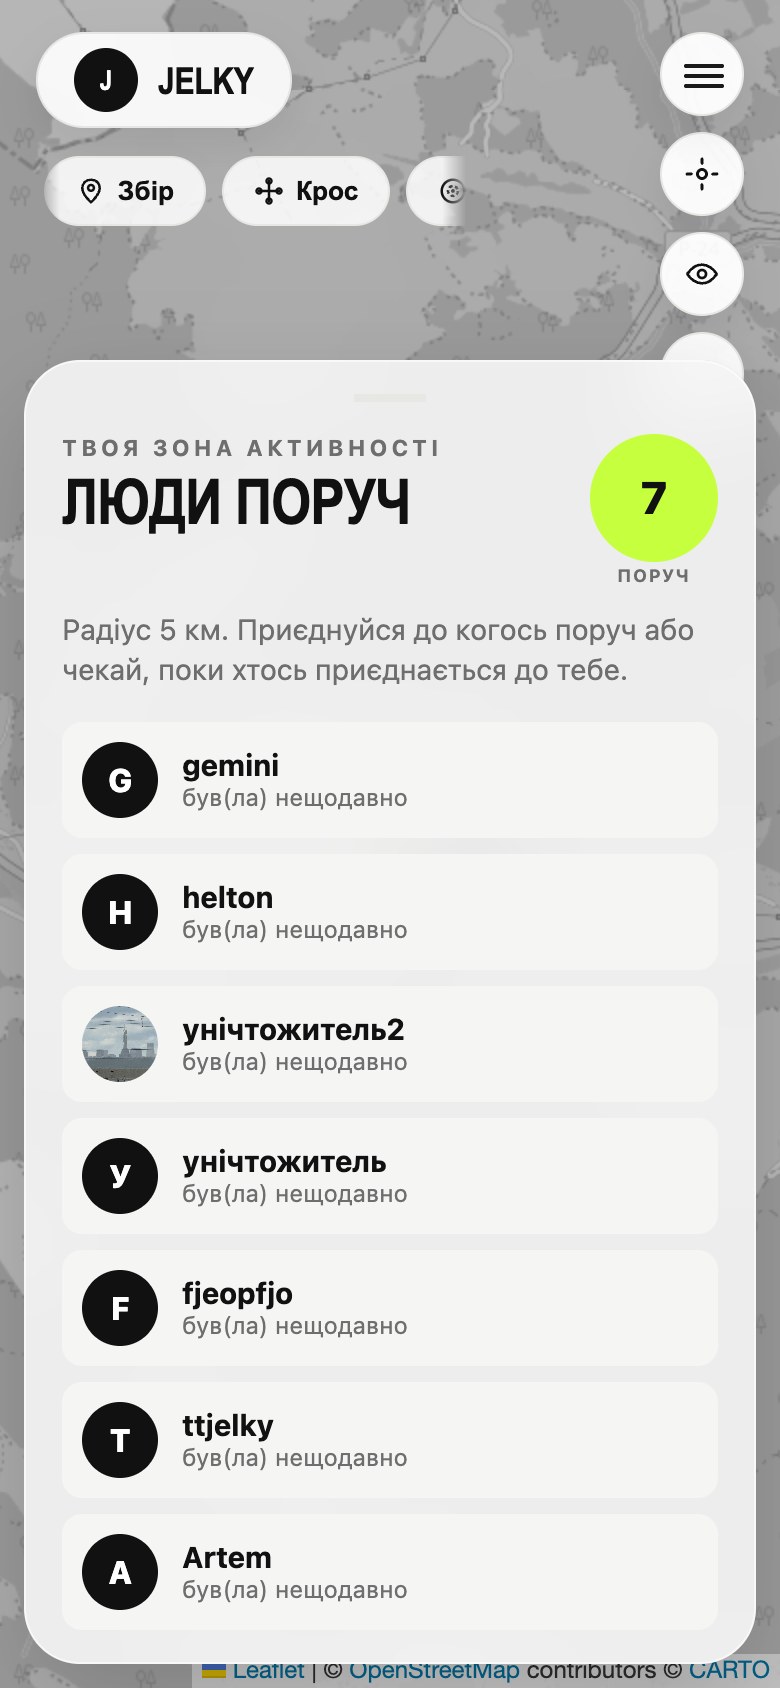 J JELKY
Збір Крос
ТВОЯ ЗОНА АКТИВНОСТІ
ЛЮДИ ПОРУЧ
7
ПОРУЧ
Радіус 5 км. Приєднуйся до когось поруч або
чекай, поки хтось приєднається до тебе.
G gemini
був(ла) нещодавно
H helton
був(ла) нещодавно
унічтожитель2
був(ла) нещодавно
У унічтожитель
був(ла) нещодавно
F fjeopfjo
був(ла) нещодавно
T ttjelky
був(ла) нещодавно
A Artem
був(ла) нещодавно
Leaflet | © OpenStreetMap contributors © CARTO